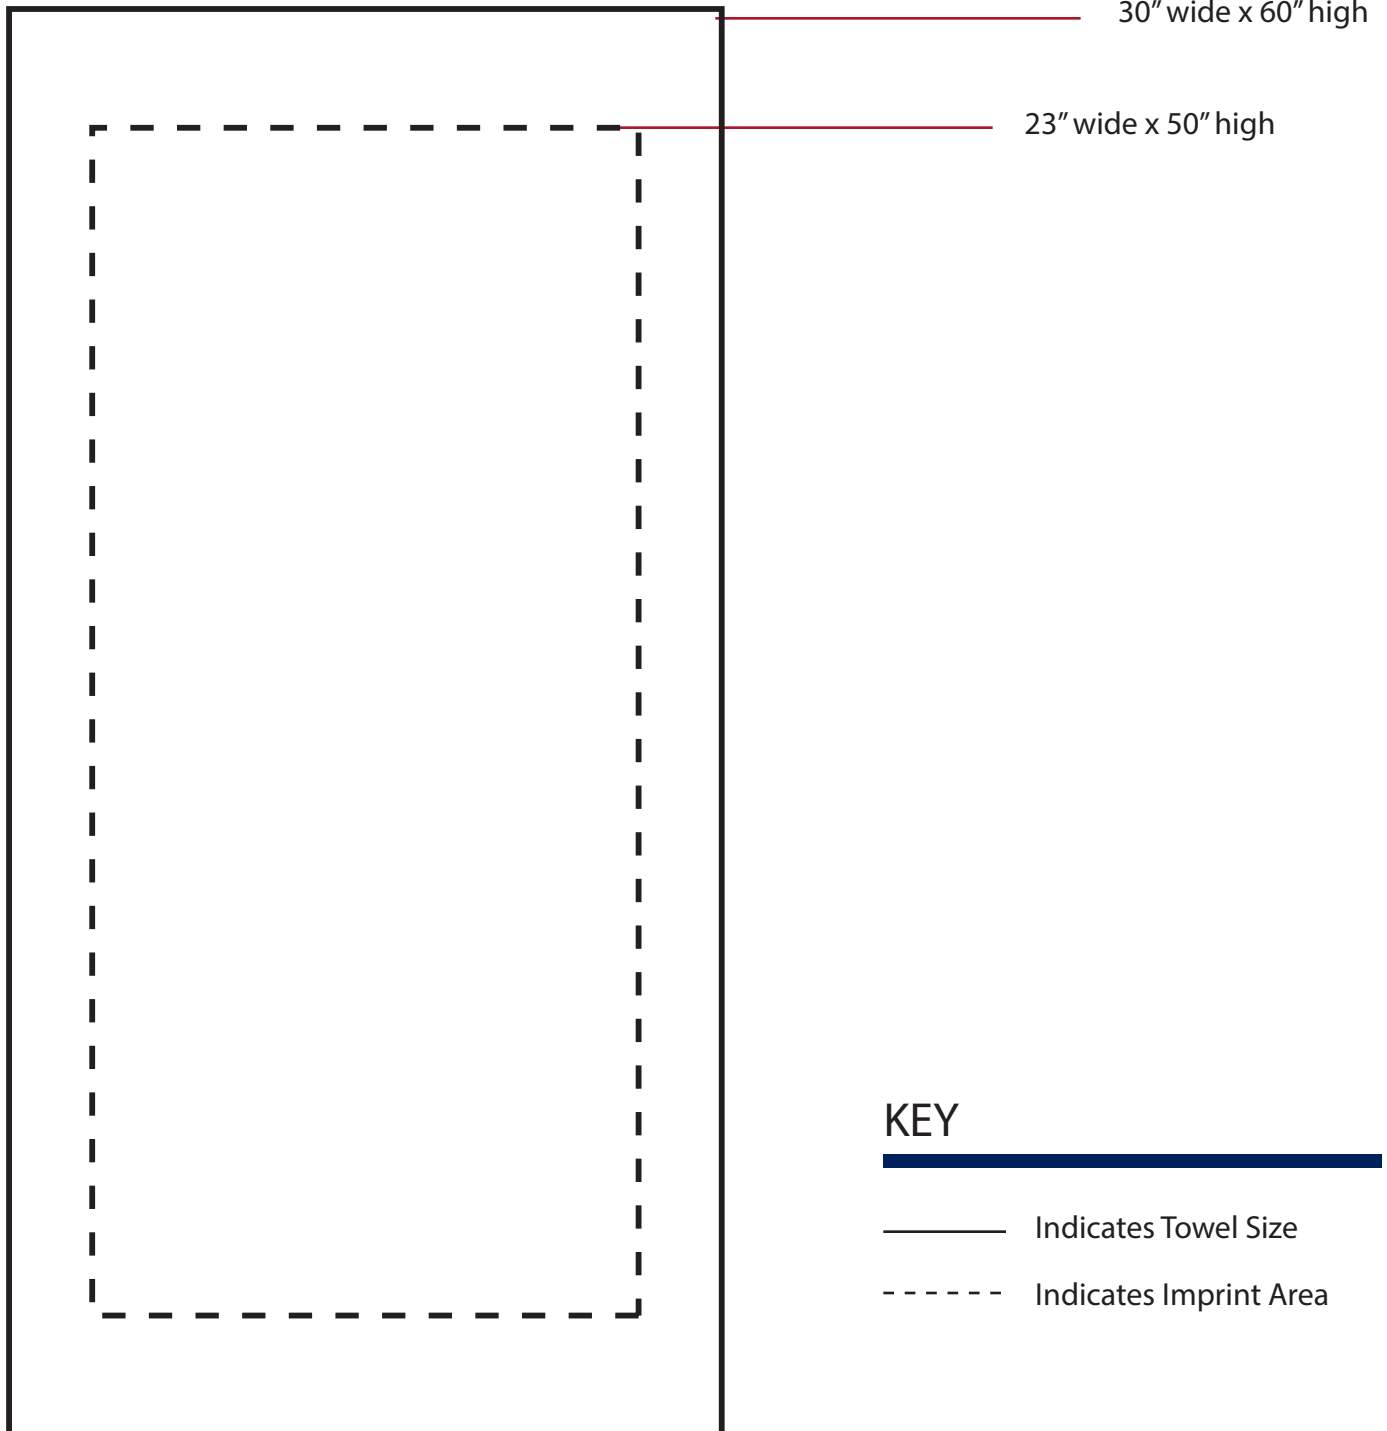 30" wide x 60" high
23" wide x 50" high
KEY
Indicates Towel Size
Indicates Imprint Area